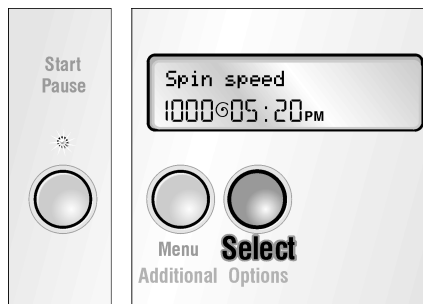 Start
Pause
Spin speed
1000 05:20PM
Menu
Select
Additional Options